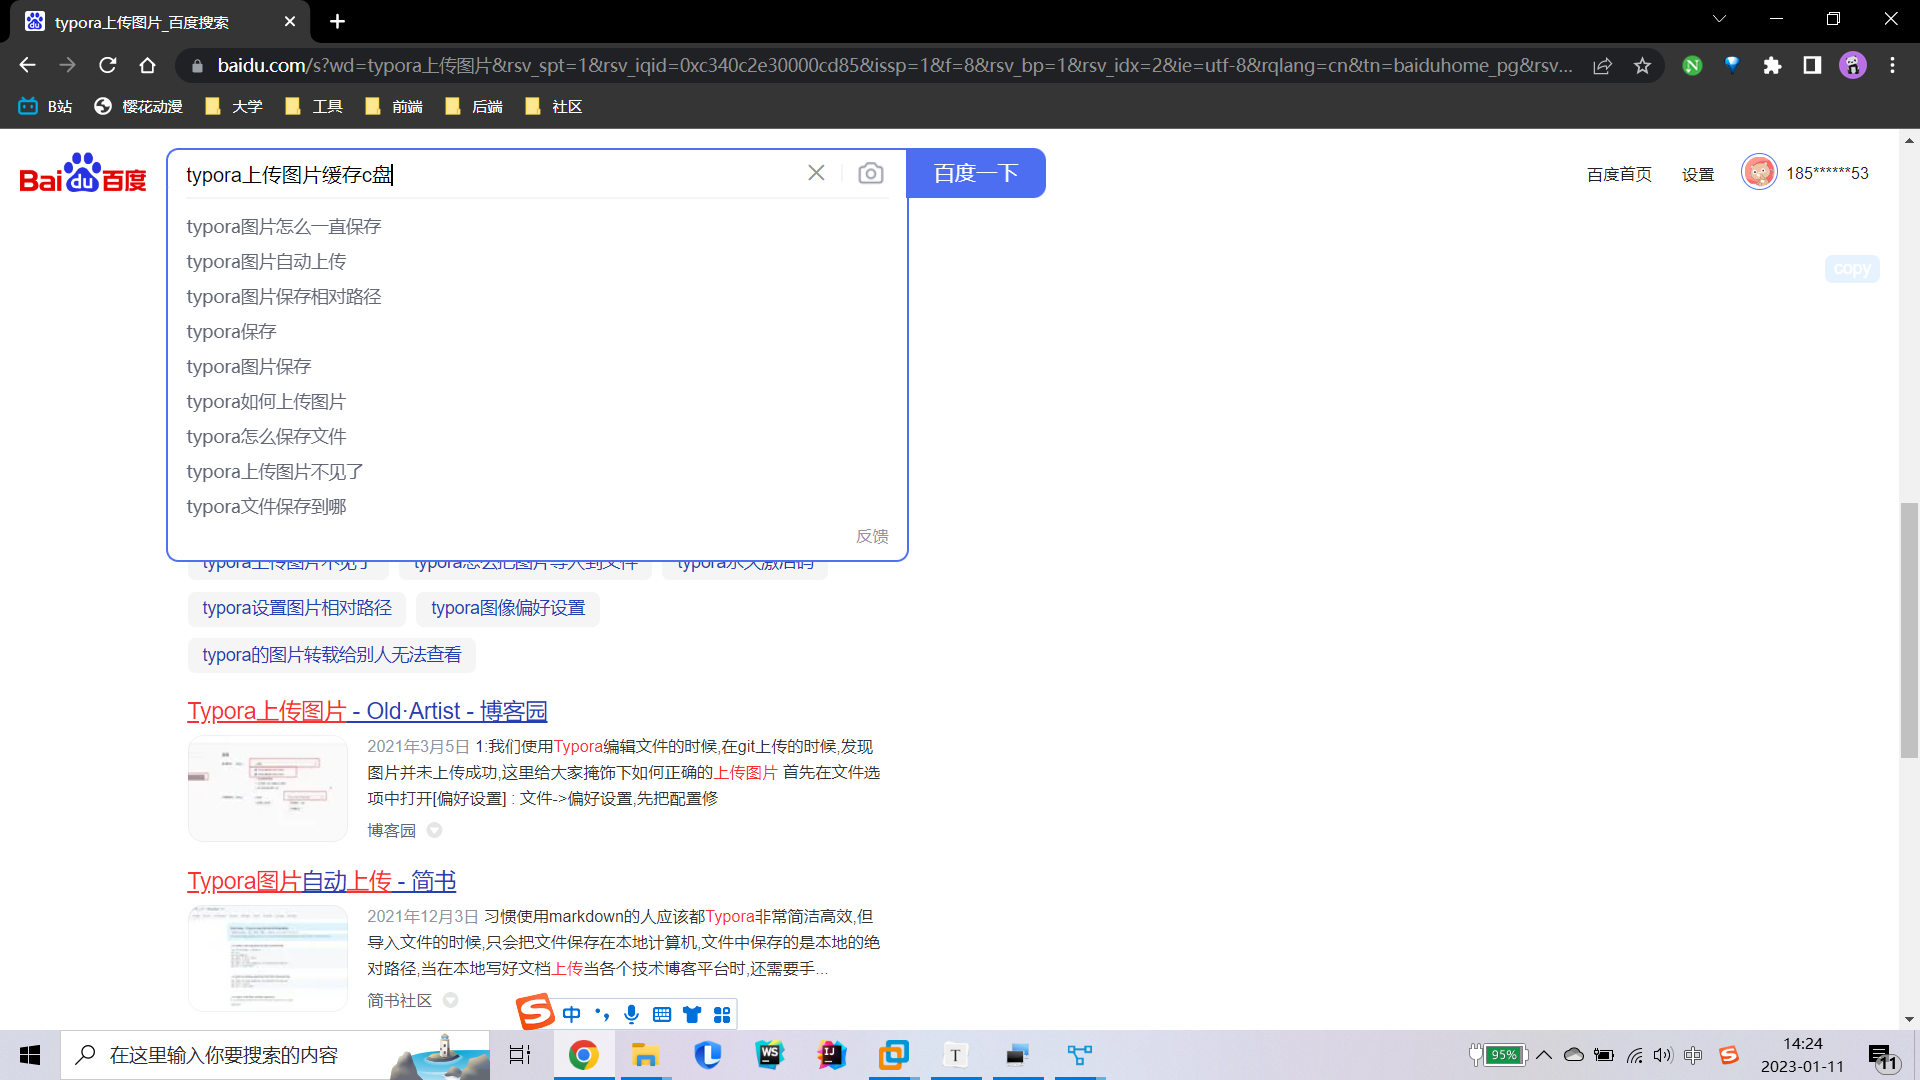 typora上传图片_百度搜索
baidu.com/s?wd=typora上传图片&rsv_spt=1&rsv_iqid=0xc340c2e30000cd85&issp=1&f=8&rsv_bp=1&rsv_idx=2&ie=utf-8&rqlang=cn&tn=baiduhome_pg&rsv...
B站 樱花动漫 大学 工具 前端 后端 社区
Bai du 百度 typora上传图片缓存c盘 百度一下 百度首页 设置 185******53
typora图片怎么一直保存
typora图片自动上传
copy
typora图片保存相对路径
typora保存
typora图片保存
typora如何上传图片
typora怎么保存文件
typora上传图片不见了
typora文件保存到哪
反馈
typora上传图片不见了 typora怎么把图片导入到文件 typora永久激活码
typora设置图片相对路径 typora图像偏好设置
typora的图片转载给别人无法查看
Typora上传图片 - Old·Artist - 博客园
2021年3月5日 1:我们使用Typora编辑文件的时候,在git上传的时候,发现
图片并未上传成功,这里给大家掩饰下如何正确的上传图片 首先在文件选
项中打开[偏好设置] : 文件->偏好设置,先把配置修
博客园
Typora图片自动上传 - 简书
2021年12月3日 习惯使用markdown的人应该都Typora非常简洁高效,但
导入文件的时候,只会把文件保存在本地计算机,文件中保存的是本地的绝
对路径,当在本地写好文档上传当各个技术博客平台时,还需要手...
简书社区
中
在这里输入你要搜索的内容
WS
IJ
T
95%
中
14:24
2023-01-11
11